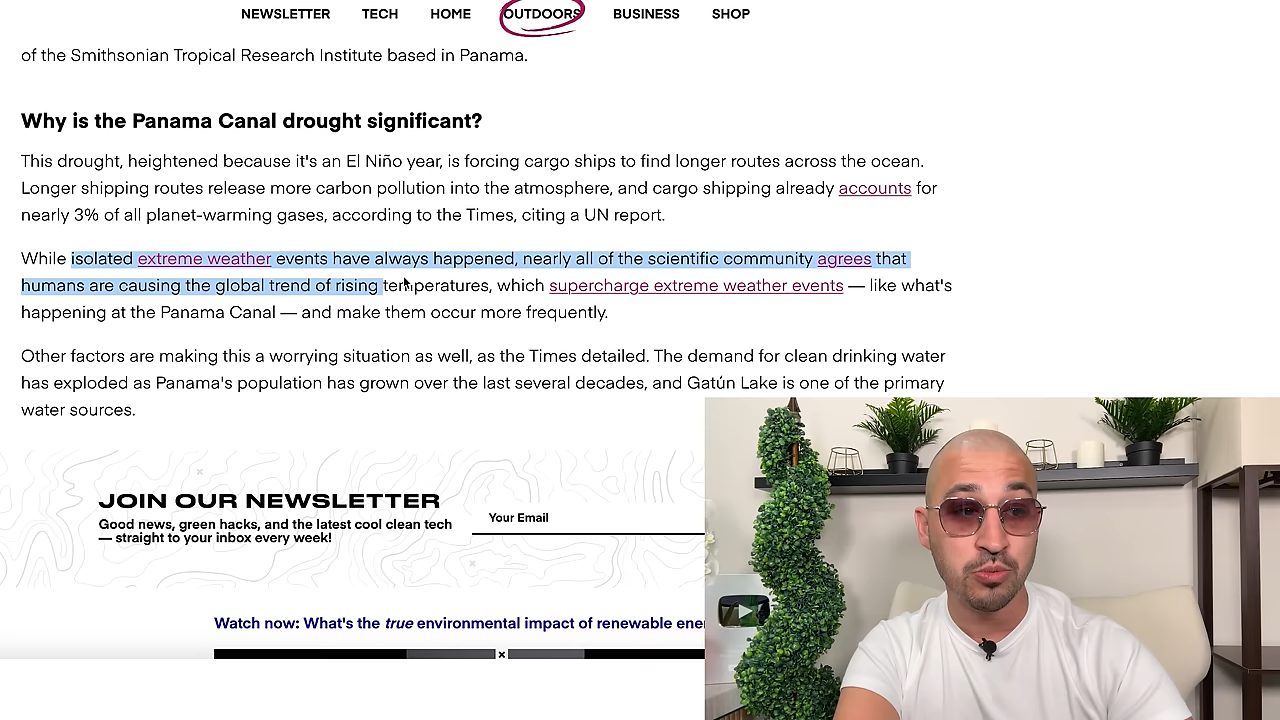 NEWSLETTER TECH HOME OUTDOORS BUSINESS SHOP
of the Smithsonian Tropical Research Institute based in Panama.
Why is the Panama Canal drought significant?
This drought, heightened because it's an El Niño year, is forcing cargo ships to find longer routes across the ocean.
Longer shipping routes release more carbon pollution into the atmosphere, and cargo shipping already accounts for
nearly 3% of all planet-warming gases, according to the Times, citing a UN report.
While isolated extreme weather events have always happened, nearly all of the scientific community agrees that
humans are causing the global trend of rising temperatures, which supercharge extreme weather events — like what's
happening at the Panama Canal — and make them occur more frequently.
Other factors are making this a worrying situation as well, as the Times detailed. The demand for clean drinking water
has exploded as Panama's population has grown over the last several decades, and Gatún Lake is one of the primary
water sources.
JOIN OUR NEWSLETTER
Good news, green hacks, and the latest cool clean tech
— straight to your inbox every week!
Your Email
Watch now: What's the true environmental impact of renewable